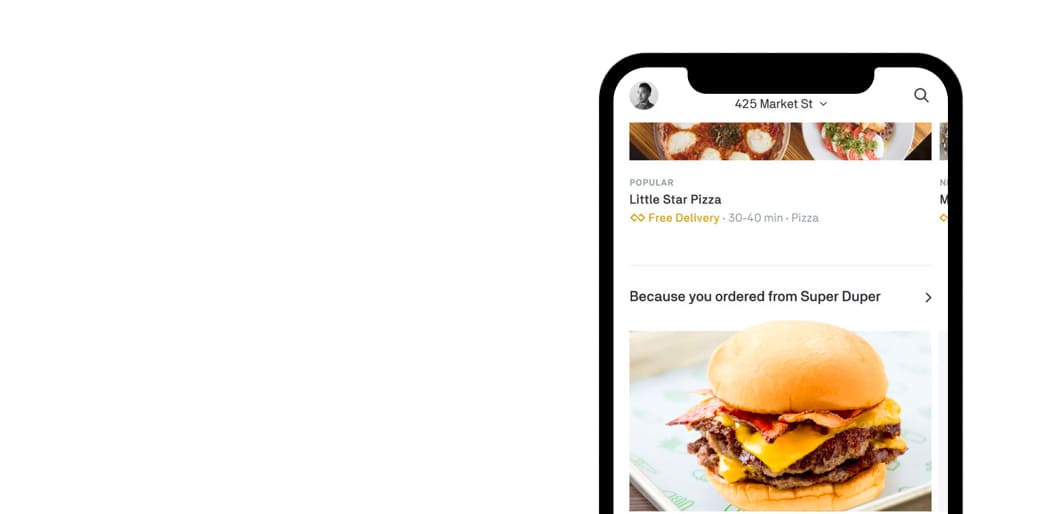 425 Market St
POPULAR
Little Star Pizza
Free Delivery · 30-40 min · Pizza
Because you ordered from Super Duper